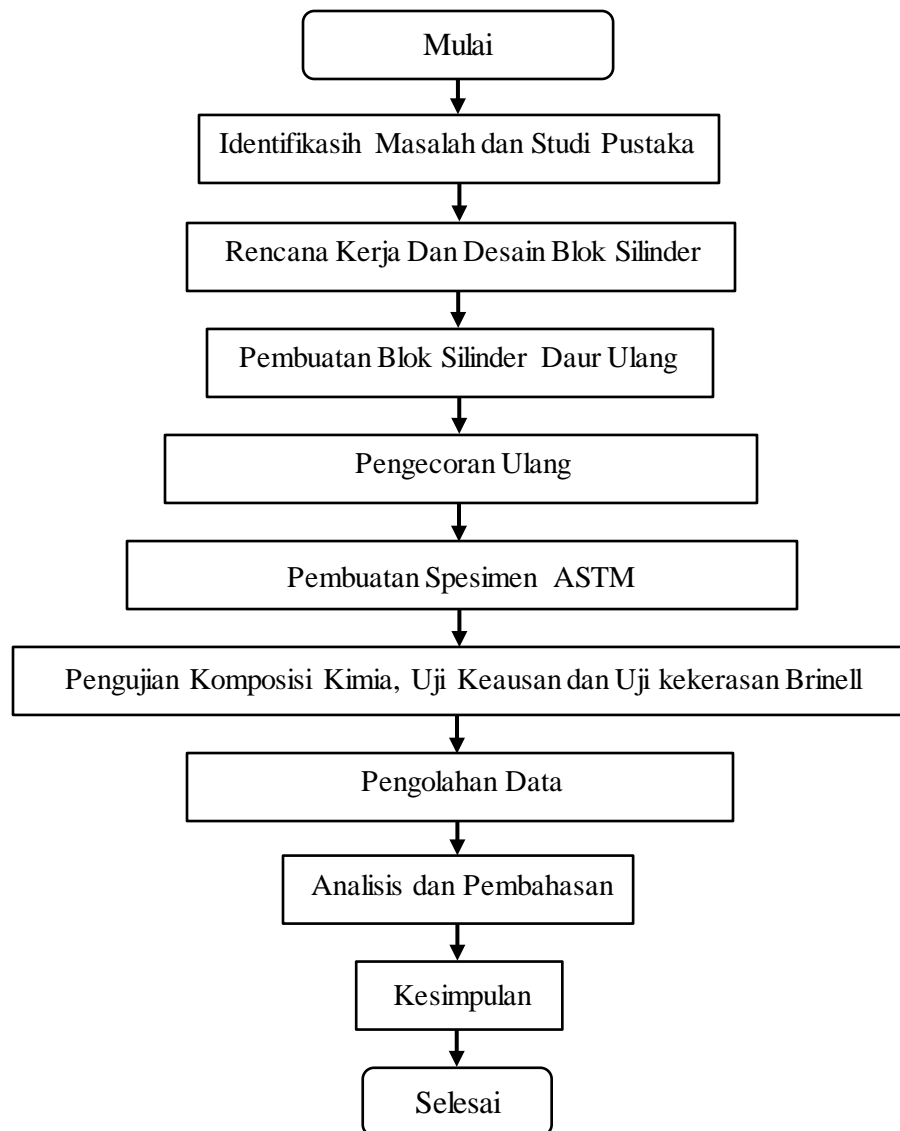 Mulai
Identifikasih Masalah dan Studi Pustaka
Rencana Kerja Dan Desain Blok Silinder
Pembuatan Blok Silinder Daur Ulang
Pengecoran Ulang
Pembuatan Spesimen ASTM
Pengujian Komposisi Kimia, Uji Keausan dan Uji kekerasan Brinell
Pengolahan Data
Analisis dan Pembahasan
Kesimpulan
Selesai